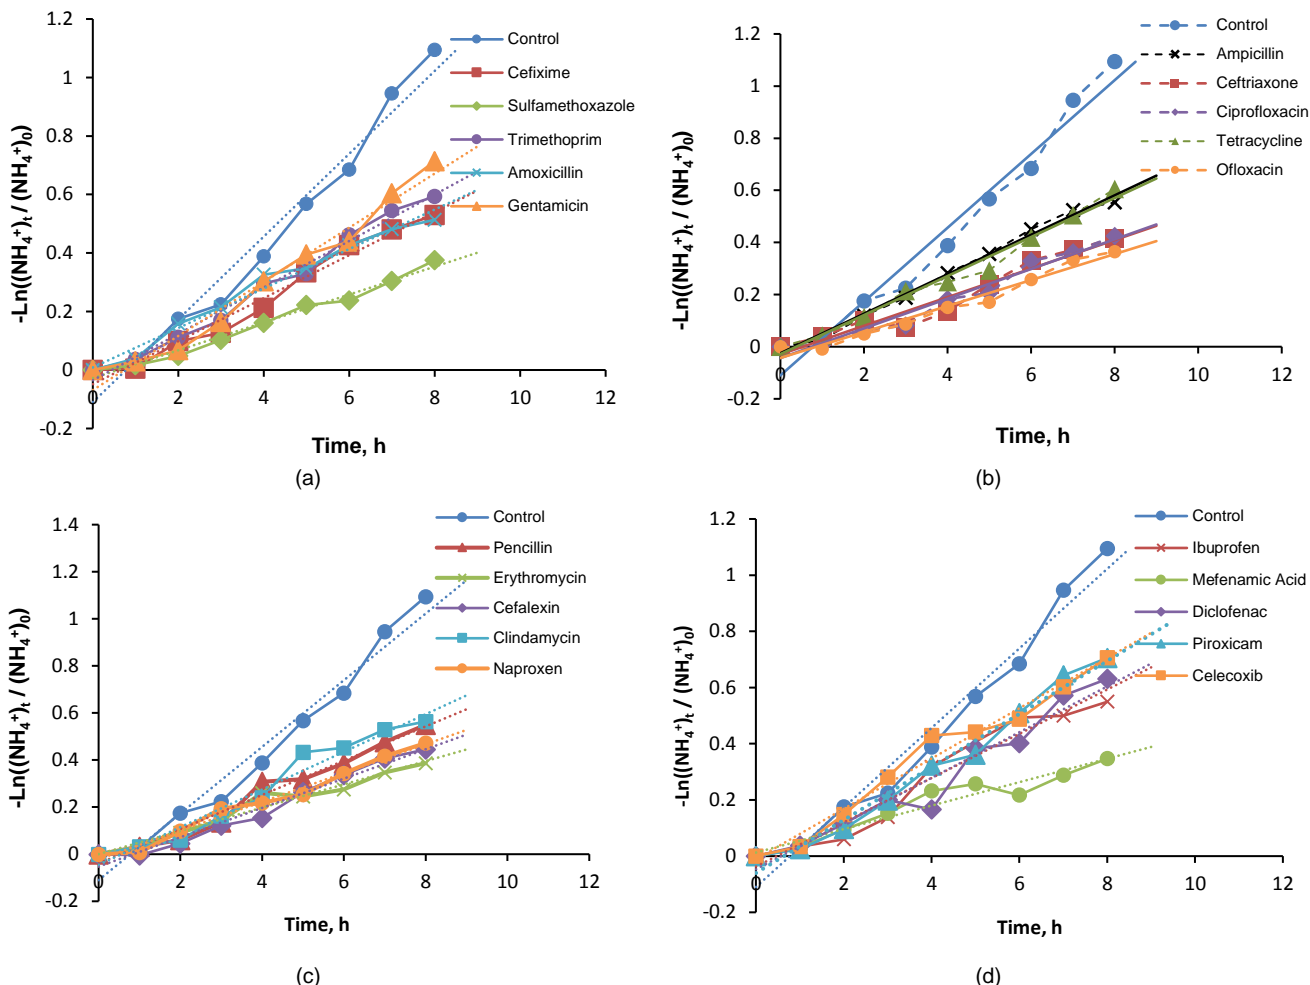 1.2
1
0.8
0.6
0.4
0.2
0
-0.2
0
2
4
6
8
10
12
-Ln((NH₄⁺)ₜ / (NH₄⁺)₀)
Time, h
Control
Cefixime
Sulfamethoxazole
Trimethoprim
Amoxicillin
Gentamicin
(a)
1.2
1
0.8
0.6
0.4
0.2
0
-0.2
0
2
4
6
8
10
12
-Ln((NH₄⁺)ₜ / (NH₄⁺)₀)
Time, h
Control
Ampicillin
Ceftriaxone
Ciprofloxacin
Tetracycline
Ofloxacin
(b)
1.4
1.2
1
0.8
0.6
0.4
0.2
0
-0.2
0
2
4
6
8
10
12
-Ln((NH₄⁺)ₜ / (NH₄⁺)₀)
Time, h
Control
Pencillin
Erythromycin
Cefalexin
Clindamycin
Naproxen
(c)
1.2
1
0.8
0.6
0.4
0.2
0
-0.2
0
2
4
6
8
10
12
-Ln((NH₄⁺)ₜ / (NH₄⁺)₀)
Time, h
Control
Ibuprofen
Mefenamic Acid
Diclofenac
Piroxicam
Celecoxib
(d)